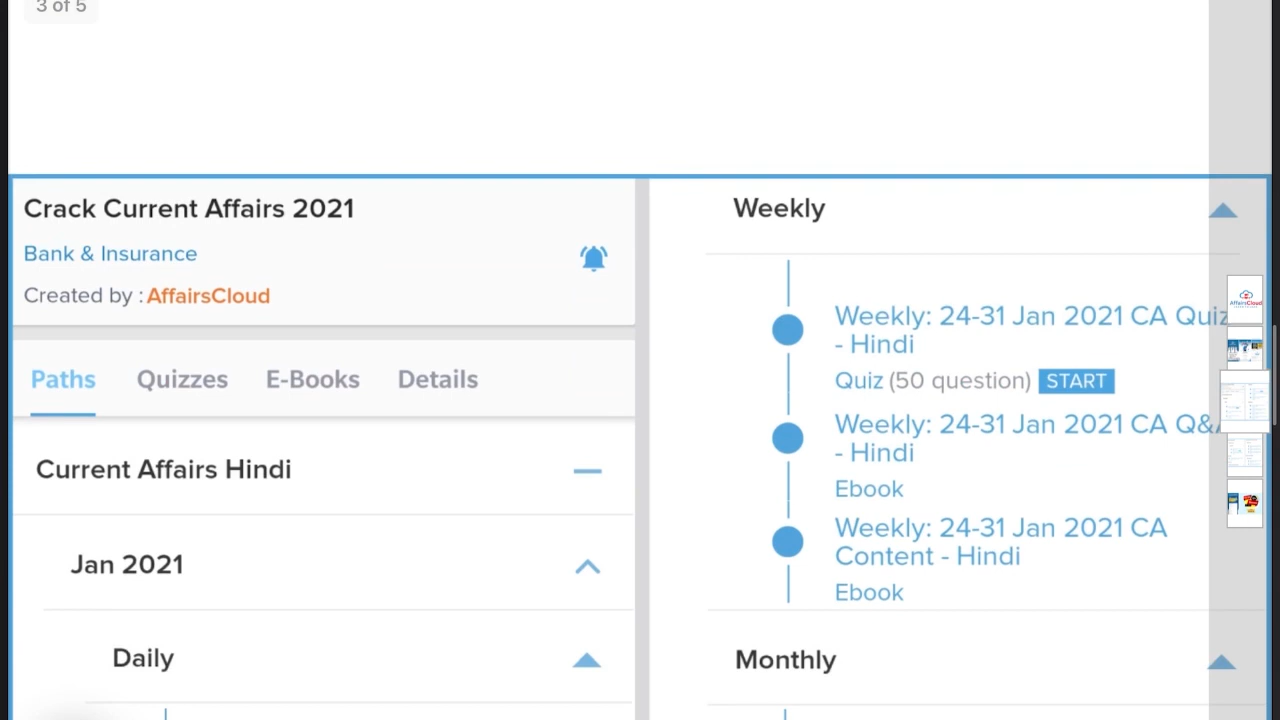 3 of 5
Crack Current Affairs 2021
Bank & Insurance
Created by : AffairsCloud
Paths Quizzes E-Books Details
Current Affairs Hindi
Jan 2021
Daily
Weekly
Weekly: 24-31 Jan 2021 CA Quiz
- Hindi
Quiz (50 question) START
Weekly: 24-31 Jan 2021 CA Q&A
- Hindi
Ebook
Weekly: 24-31 Jan 2021 CA
Content - Hindi
Ebook
Monthly
AffairsCloud